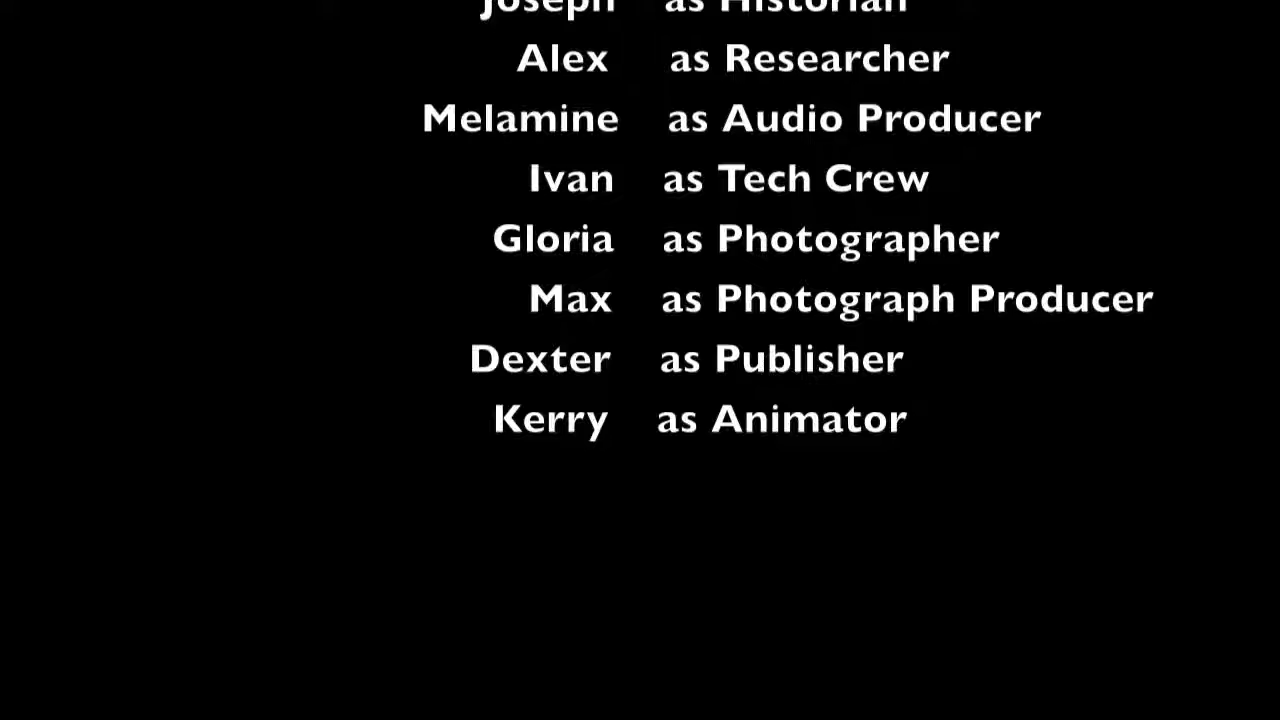 Joseph as Historian
Alex as Researcher
Melamine as Audio Producer
Ivan as Tech Crew
Gloria as Photographer
Max as Photograph Producer
Dexter as Publisher
Kerry as Animator